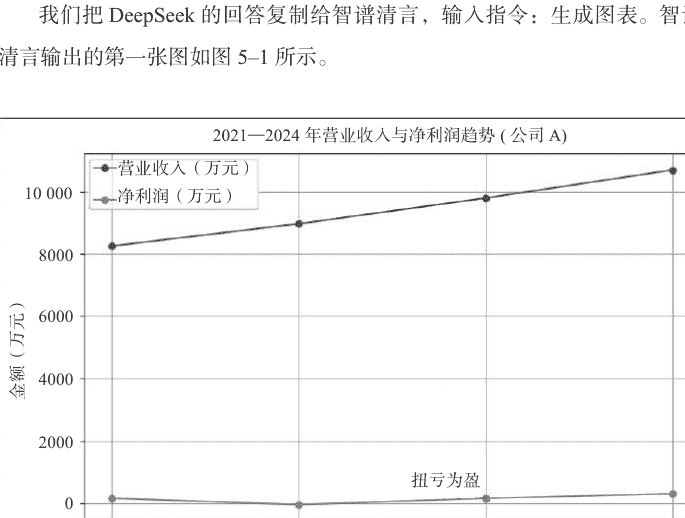 我们把 DeepSeek 的回答复制给智谱清言，输入指令：生成图表。智
清言输出的第一张图如图 5–1 所示。
2021—2024 年营业收入与净利润趋势 ( 公司 A)
营业收入（万元）
净利润（万元）
10 000
8000
6000
4000
2000
0
金额（万元）
扭亏为盈